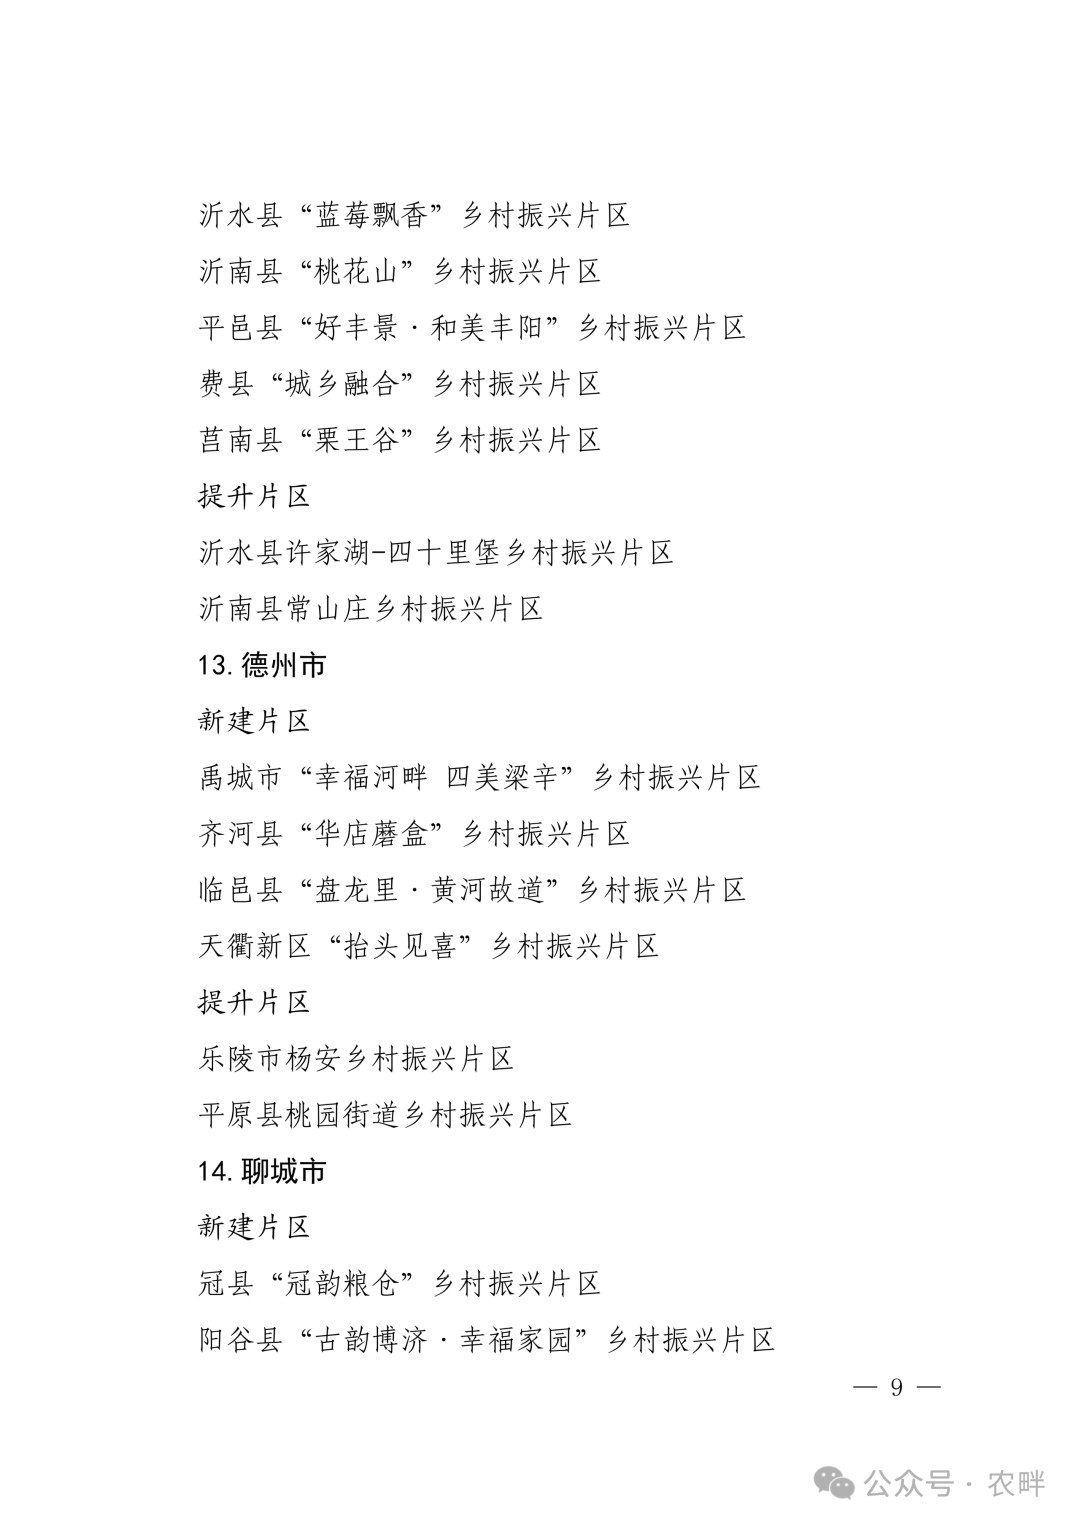 沂水县“蓝莓飘香”乡村振兴片区
沂南县“桃花山”乡村振兴片区
平邑县“好丰景·和美丰阳”乡村振兴片区
费县“城乡融合”乡村振兴片区
莒南县“栗王谷”乡村振兴片区
提升片区
沂水县许家湖-四十里堡乡村振兴片区
沂南县常山庄乡村振兴片区
13.德州市
新建片区
禹城市“幸福河畔 四美梁辛”乡村振兴片区
齐河县“华店蘑盒”乡村振兴片区
临邑县“盘龙里·黄河故道”乡村振兴片区
天衢新区“抬头见喜”乡村振兴片区
提升片区
乐陵市杨安乡村振兴片区
平原县桃园街道乡村振兴片区
14.聊城市
新建片区
冠县“冠韵粮仓”乡村振兴片区
阳谷县“古韵博济·幸福家园”乡村振兴片区
— 9 —
公众号·农畔